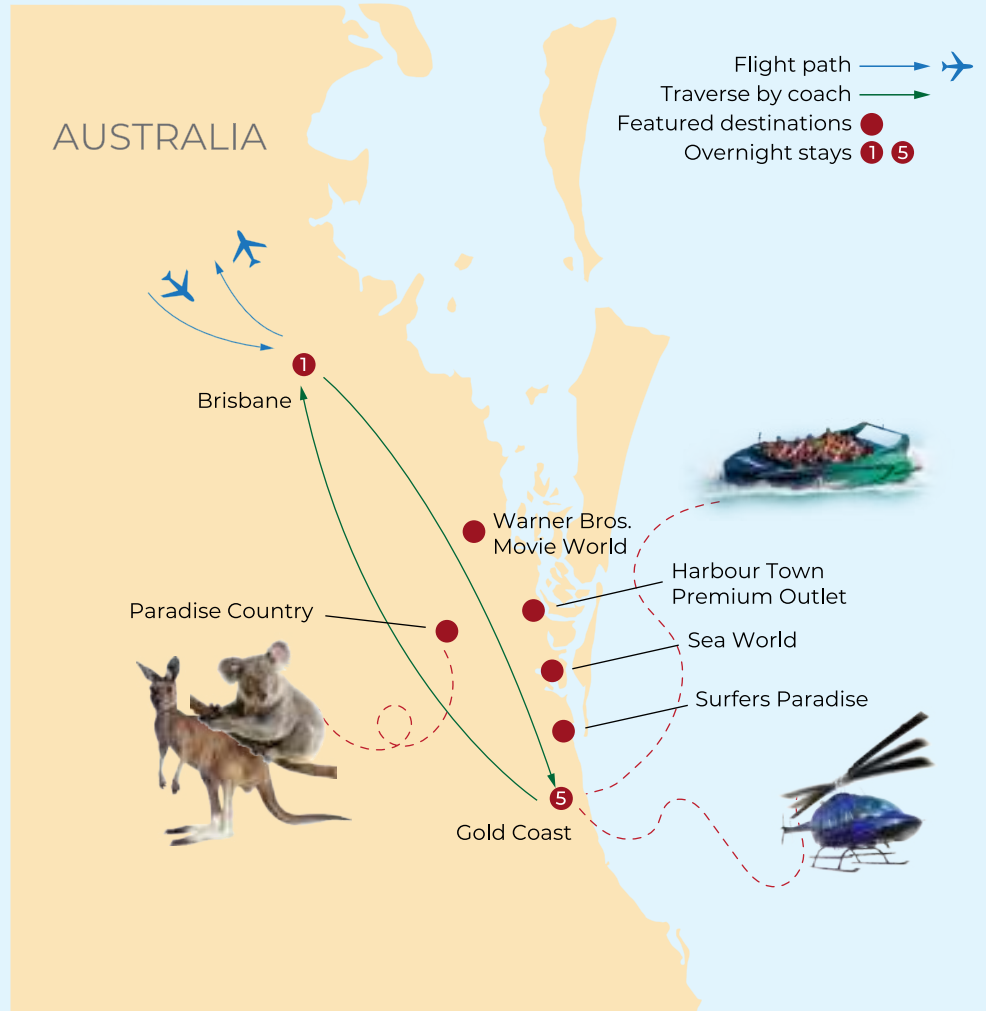 Flight path
Traverse by coach
Featured destinations
Overnight stays 1 5
AUSTRALIA
1
Brisbane
Warner Bros.
Movie World
Harbour Town
Premium Outlet
Paradise Country
Sea World
Surfers Paradise
5
Gold Coast